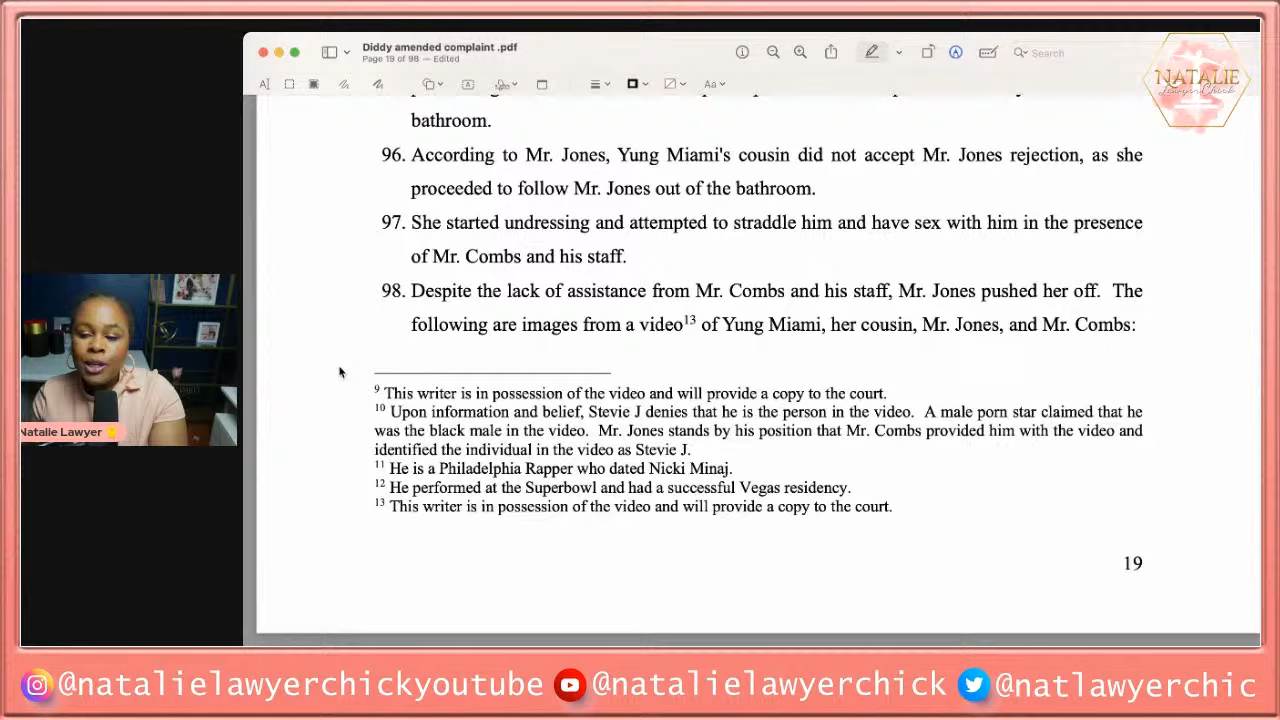 Diddy amended complaint .pdf
Page 19 of 98 — Edited
Search
NATALIE
LawyerChick
bathroom.
96. According to Mr. Jones, Yung Miami's cousin did not accept Mr. Jones rejection, as she
proceeded to follow Mr. Jones out of the bathroom.
97. She started undressing and attempted to straddle him and have sex with him in the presence
of Mr. Combs and his staff.
98. Despite the lack of assistance from Mr. Combs and his staff, Mr. Jones pushed her off. The
following are images from a video13 of Yung Miami, her cousin, Mr. Jones, and Mr. Combs:
9 This writer is in possession of the video and will provide a copy to the court.
10 Upon information and belief, Stevie J denies that he is the person in the video. A male porn star claimed that he
was the black male in the video. Mr. Jones stands by his position that Mr. Combs provided him with the video and
identified the individual in the video as Stevie J.
11 He is a Philadelphia Rapper who dated Nicki Minaj.
12 He performed at the Superbowl and had a successful Vegas residency.
13 This writer is in possession of the video and will provide a copy to the court.
19
Natalie Lawyer
@natalielawyerchickyoutube @natalielawyerchick @natlawyerchic